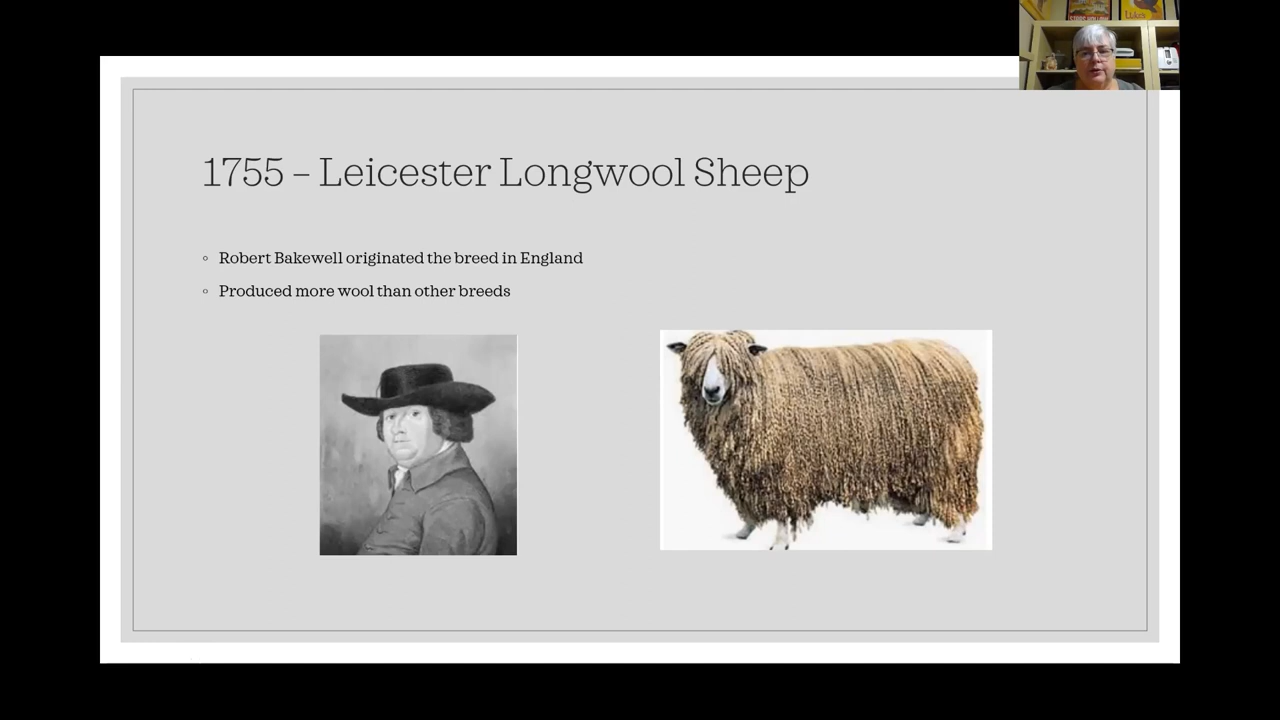 1755 – Leicester Longwool Sheep
◦ Robert Bakewell originated the breed in England
◦ Produced more wool than other breeds